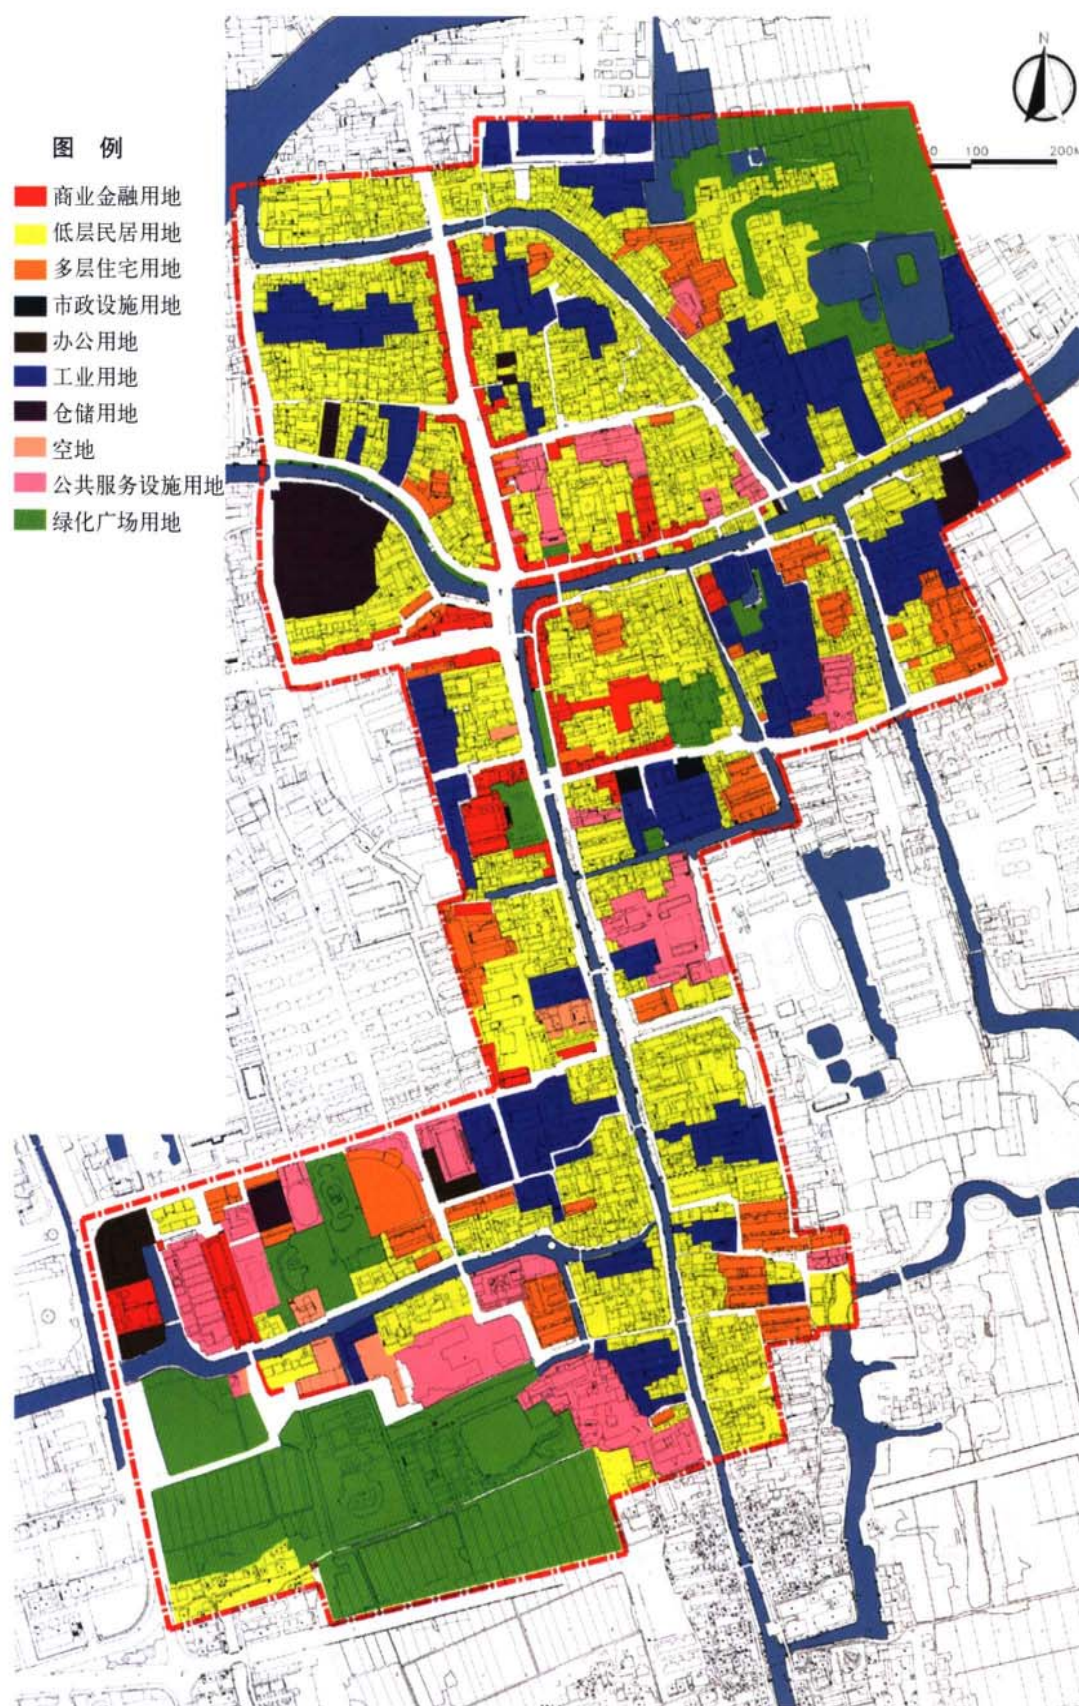 图 例
商业金融用地
低层民居用地
多层住宅用地
市政设施用地
办公用地
工业用地
仓储用地
空地
公共服务设施用地
绿化广场用地
N
0 100 200M